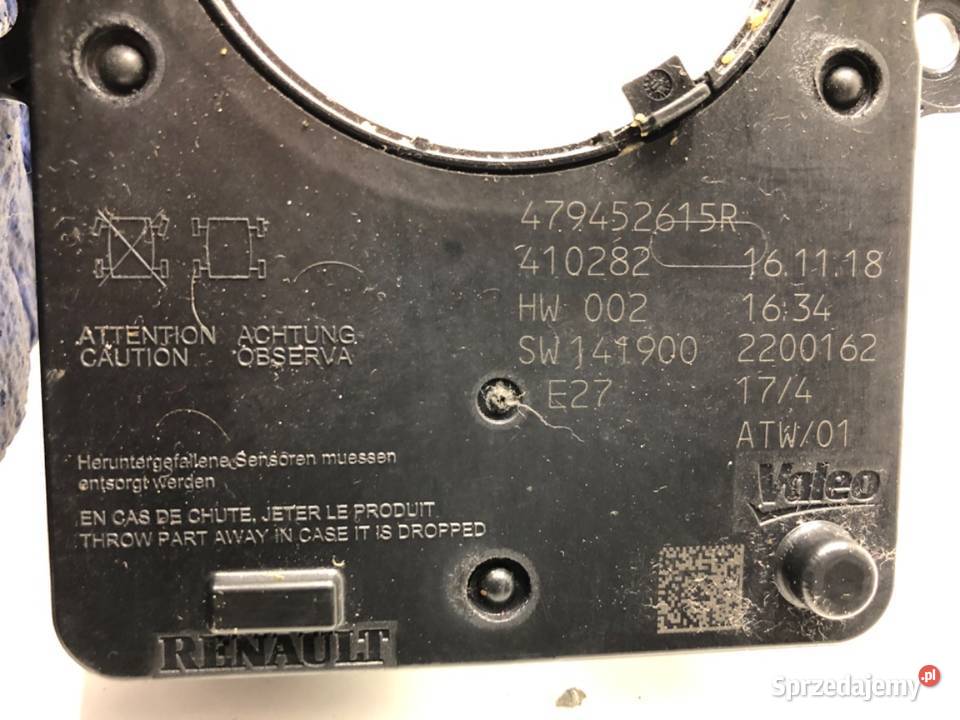 479452615R
410282 16.11.18
HW 002 16:34
SW141900 2200162
E27 17/4
ATW/01
Valeo
ATTENTION ACHTUNG
CAUTION OBSERVA
Heruntergefallene Sensoren muessen
entsorgt werden
EN CAS DE CHUTE, JETER LE PRODUIT
THROW PART AWAY IN CASE IT IS DROPPED
RENAULT
Sprzedajemy.pl